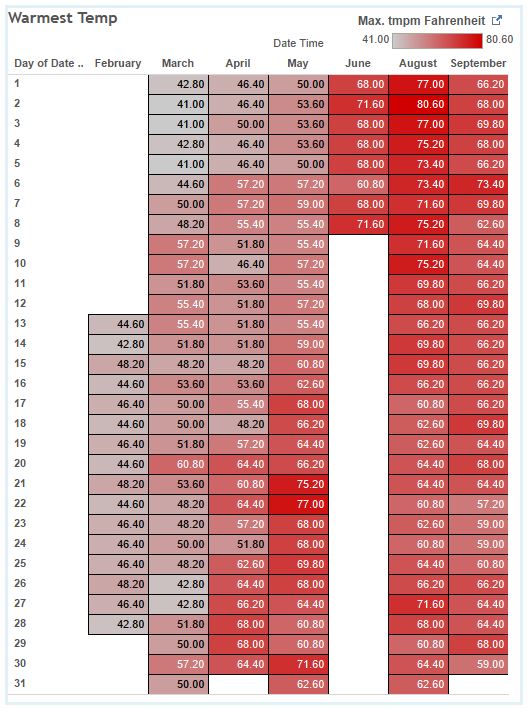 Warmest Temp
Max. tmpm Fahrenheit
41.00 80.60
Date Time
Day of Date .. February March April May June August September
1 42.80 46.40 50.00 68.00 77.00 66.20
2 41.00 46.40 53.60 71.60 80.60 68.00
3 41.00 50.00 53.60 68.00 77.00 69.80
4 42.80 46.40 53.60 68.00 75.20 68.00
5 41.00 46.40 50.00 68.00 73.40 66.20
6 44.60 57.20 57.20 60.80 73.40 73.40
7 50.00 57.20 59.00 68.00 71.60 69.80
8 48.20 55.40 55.40 71.60 75.20 62.60
9 57.20 51.80 55.40 71.60 64.40
10 57.20 46.40 57.20 75.20 64.40
11 51.80 53.60 55.40 69.80 64.40
12 55.40 51.80 57.20 68.00 69.80
13 44.60 55.40 51.80 55.40 66.20 66.20
14 42.80 51.80 51.80 59.00 69.80 66.20
15 48.20 48.20 48.20 60.80 69.80 66.20
16 44.60 53.60 53.60 62.60 66.20 66.20
17 46.40 50.00 55.40 68.00 60.80 66.20
18 44.60 50.00 48.20 66.20 62.60 69.80
19 46.40 51.80 57.20 64.40 62.60 64.40
20 44.60 60.80 64.40 66.20 64.40 68.00
21 48.20 53.60 60.80 75.20 64.40 64.40
22 44.60 48.20 64.40 77.00 60.80 57.20
23 46.40 48.20 57.20 68.00 62.60 59.00
24 46.40 50.00 51.80 68.00 60.80 59.00
25 46.40 48.20 62.60 69.80 64.40 60.80
26 48.20 42.80 64.40 68.00 66.20 66.20
27 46.40 42.80 66.20 64.40 71.60 64.40
28 42.80 51.80 68.00 60.80 68.00 64.40
29 50.00 68.00 60.80 60.80 68.00
30 57.20 64.40 71.60 64.40 59.00
31 50.00 62.60 62.60